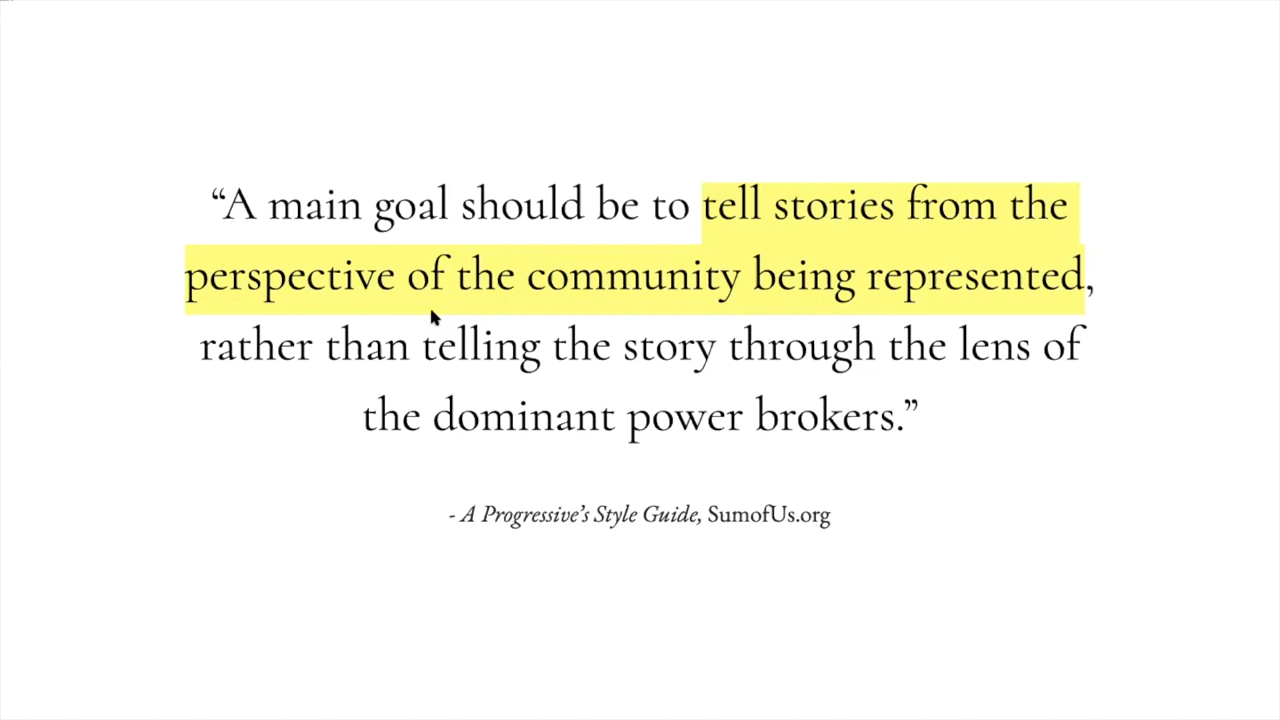 “A main goal should be to tell stories from the
perspective of the community being represented,
rather than telling the story through the lens of
the dominant power brokers.”
- A Progressive’s Style Guide, SumofUs.org